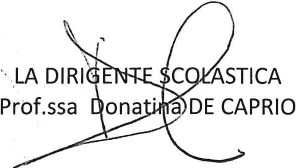 LA DIRIGENTE SCOLASTICA
Prof.ssa Donatina DE CAPRIO